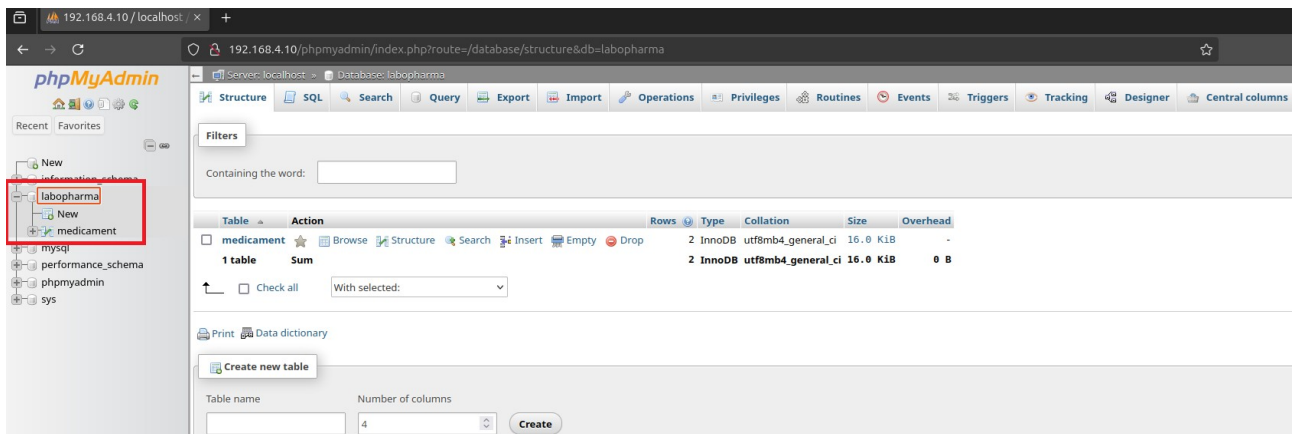 192.168.4.10 / localhost /
192.168.4.10/phpmyadmin/index.php?route=/database/structure&db=labopharma
phpMyAdmin
Recent Favorites
New
information_schema
labopharma
New
medicament
mysql
performance_schema
phpmyadmin
sys
Server: localhost » Database: labopharma
Structure SQL Search Query Export Import Operations Privileges Routines Events Triggers Tracking Designer Central columns
Filters
Containing the word:
Table Action Rows Type Collation Size Overhead
medicament Browse Structure Search Insert Empty Drop 2 InnoDB utf8mb4_general_ci 16.0 KiB -
1 table Sum 2 InnoDB utf8mb4_general_ci 16.0 KiB 0 B
Check all With selected:
Print Data dictionary
Create new table
Table name Number of columns
4 Create